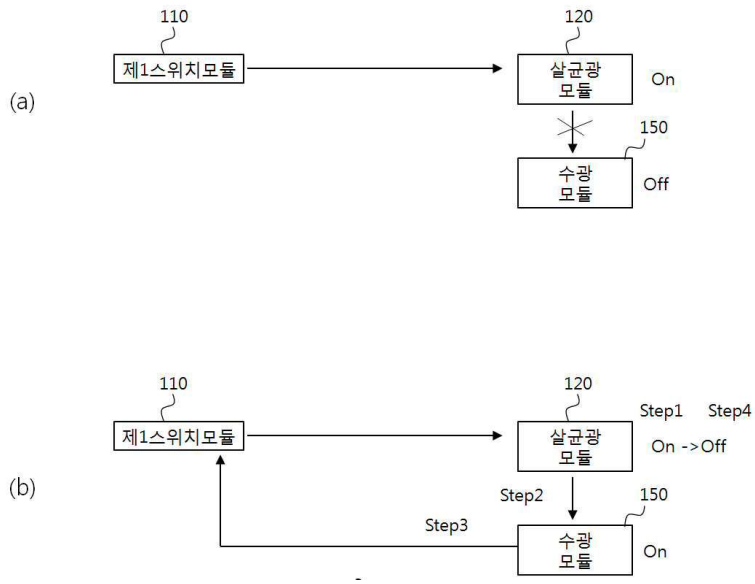 110
120
제1스위치모듈
살균광
모듈
On
(a)
150
수광
모듈
Off
110
120
Step1 Step4
제1스위치모듈
살균광
모듈
On ->Off
(b)
Step2
150
Step3
수광
모듈
On